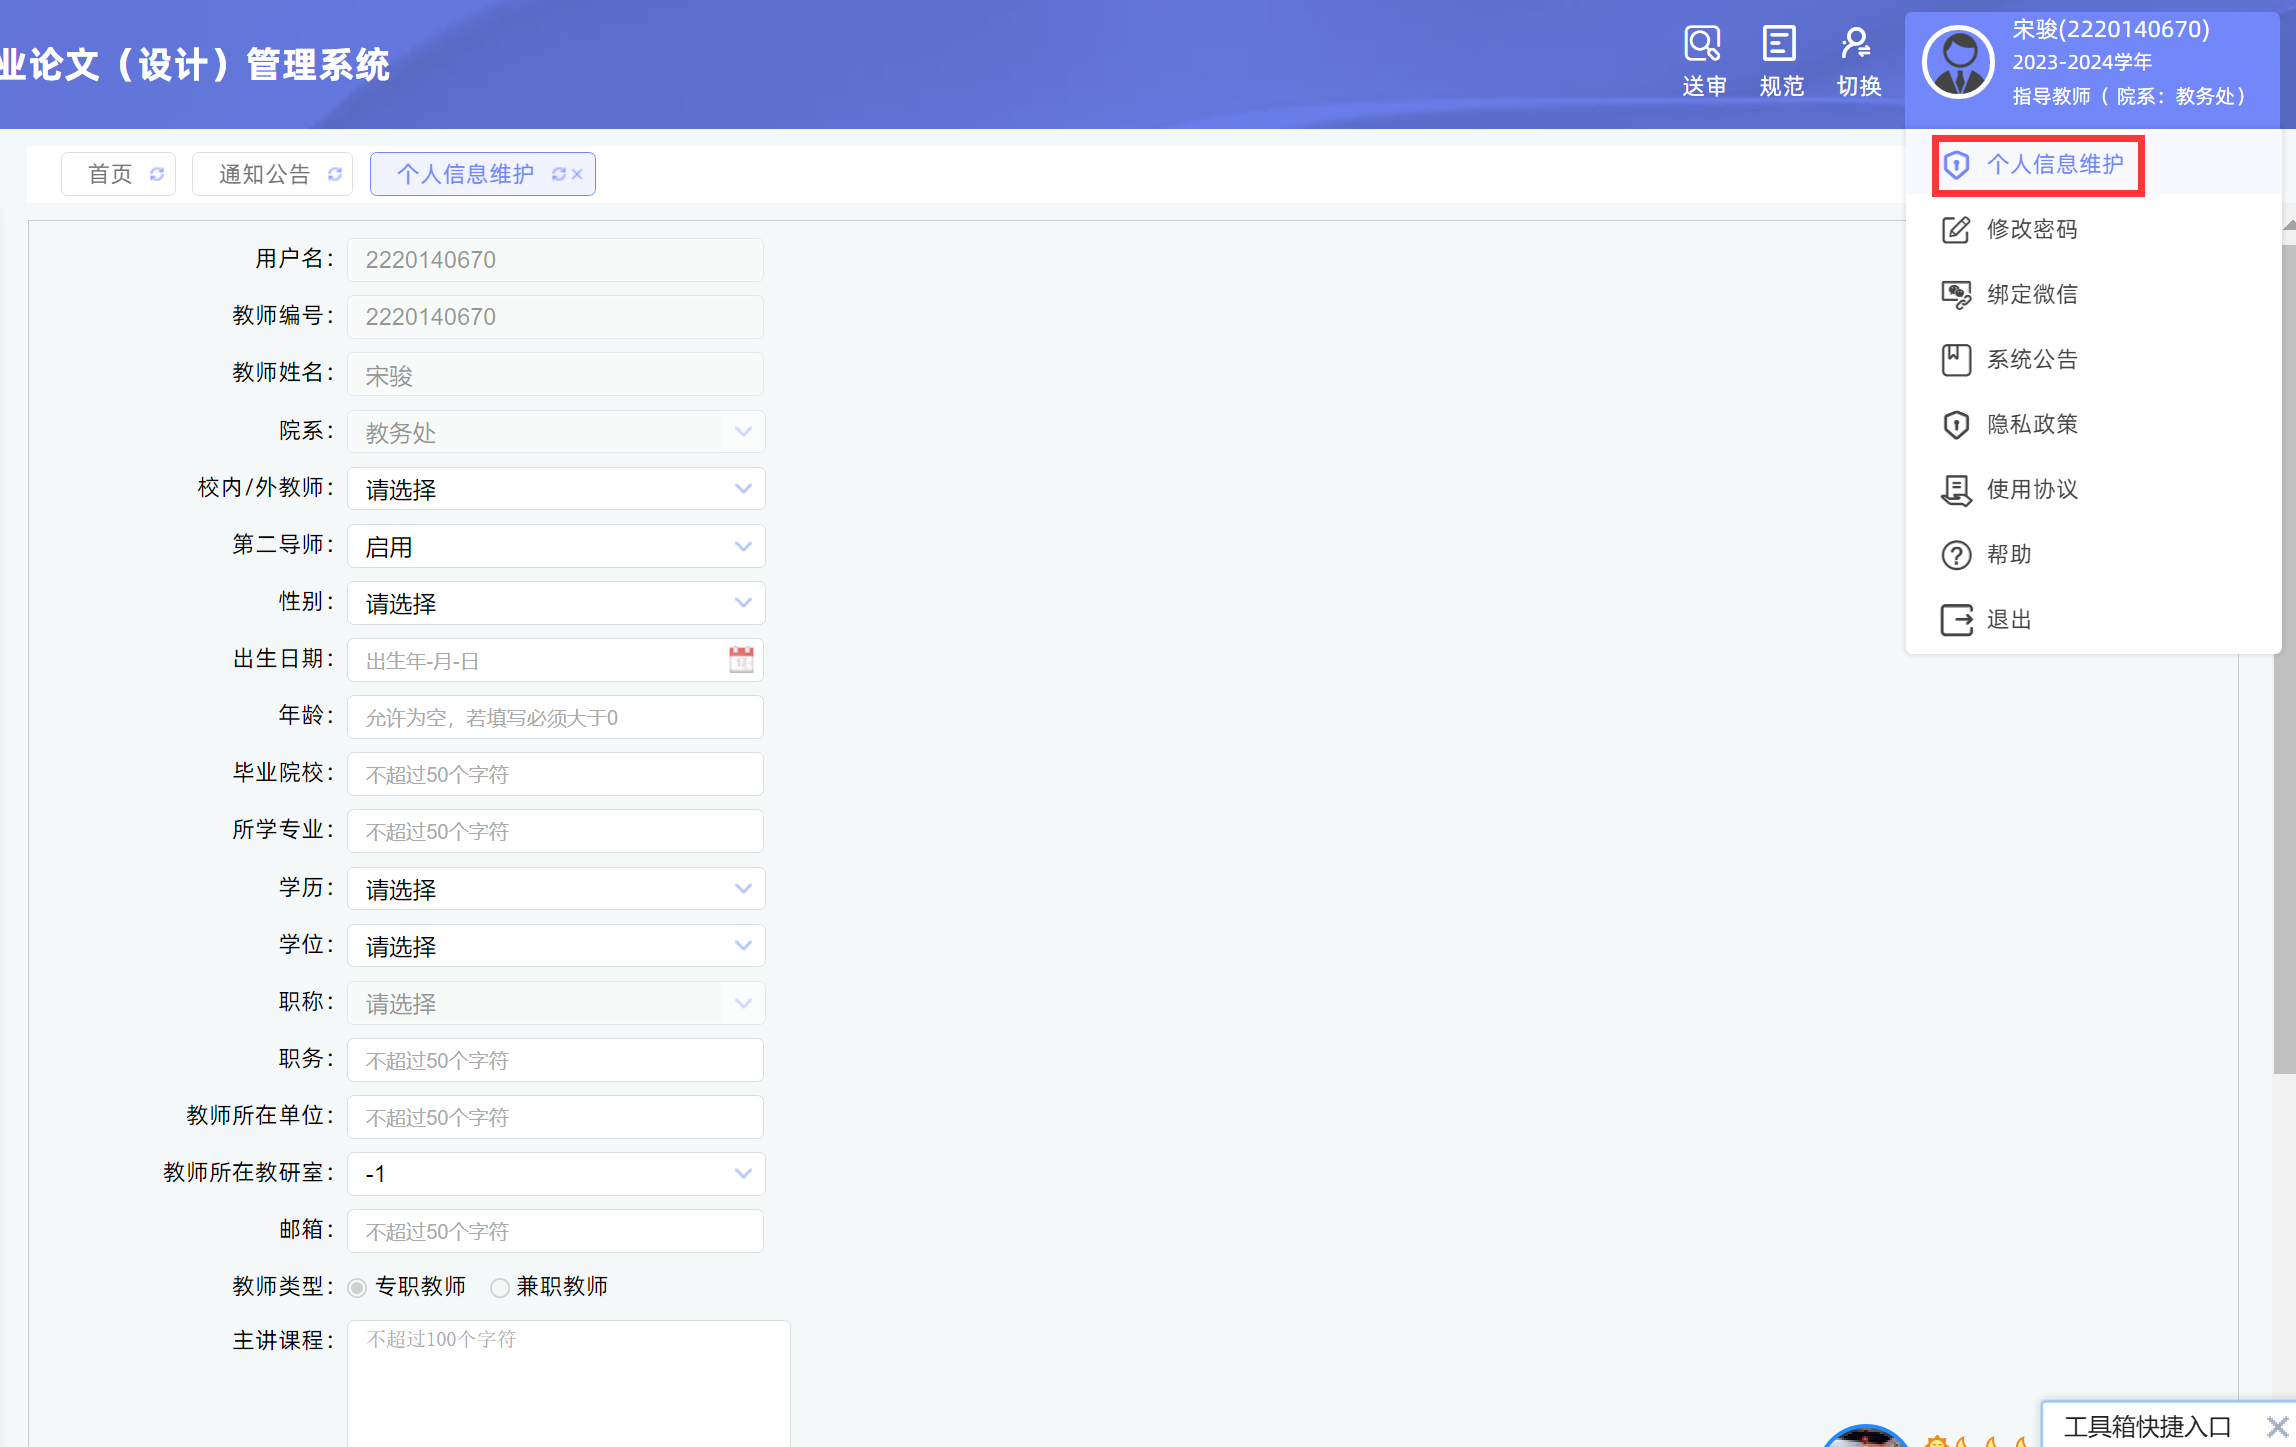 业论文（设计）管理系统
送审
规范
切换
宋骏(2220140670)
2023-2024学年
指导教师（ 院系：教务处）
首页
通知公告
个人信息维护
个人信息维护
修改密码
绑定微信
系统公告
隐私政策
使用协议
帮助
退出
用户名： 2220140670
教师编号： 2220140670
教师姓名： 宋骏
院系： 教务处
校内/外教师： 请选择
第二导师： 启用
性别： 请选择
出生日期： 出生年-月-日
年龄： 允许为空，若填写必须大于0
毕业院校： 不超过50个字符
所学专业： 不超过50个字符
学历： 请选择
学位： 请选择
职称： 请选择
职务： 不超过50个字符
教师所在单位： 不超过50个字符
教师所在教研室： -1
邮箱： 不超过50个字符
教师类型： 专职教师 兼职教师
主讲课程： 不超过100个字符
工具箱快捷入口